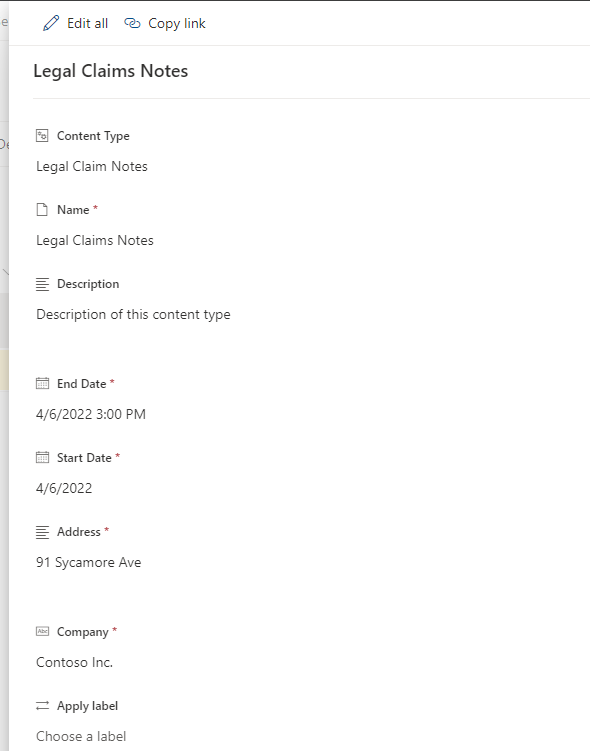 Edit all
Copy link
Legal Claims Notes
Content Type
Legal Claim Notes
Name *
Legal Claims Notes
Description
Description of this content type
End Date *
4/6/2022 3:00 PM
Start Date *
4/6/2022
Address *
91 Sycamore Ave
Abc Company *
Contoso Inc.
Apply label
Choose a label